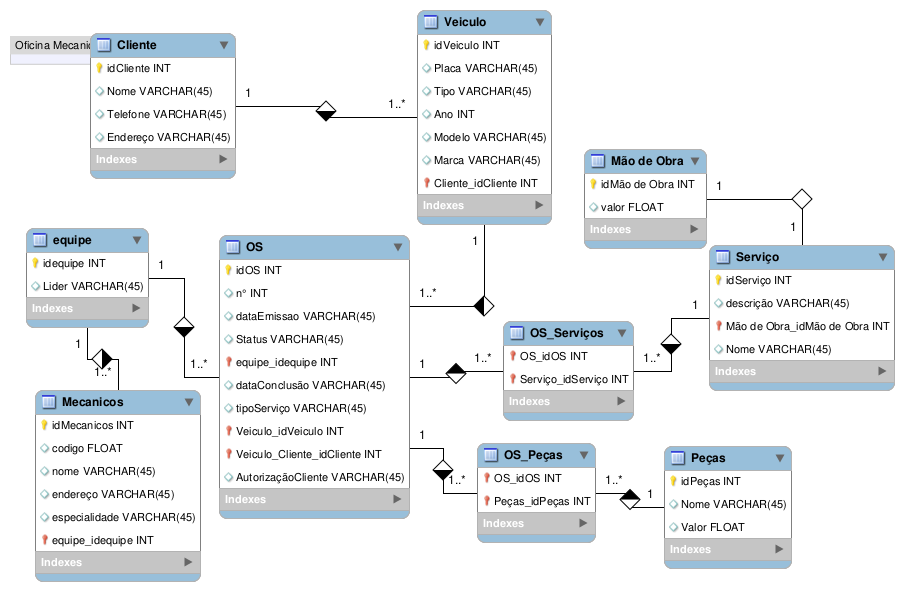 Oficina Mecani
Cliente
idCliente INT
Nome VARCHAR(45)
Telefone VARCHAR(45)
Endereço VARCHAR(45)
Indexes
1
1..*
Veiculo
idVeiculo INT
Placa VARCHAR(45)
Tipo VARCHAR(45)
Ano INT
Modelo VARCHAR(45)
Marca VARCHAR(45)
Cliente_idCliente INT
Indexes
1
1..*
Mão de Obra
idMão de Obra INT
valor FLOAT
Indexes
1
1
Serviço
idServiço INT
descrição VARCHAR(45)
Mão de Obra_idMão de Obra INT
Nome VARCHAR(45)
Indexes
equipe
idequipe INT
Lider VARCHAR(45)
Indexes
1
1..*
1
1..*
Mecanicos
idMecanicos INT
codigo FLOAT
nome VARCHAR(45)
endereço VARCHAR(45)
especialidade VARCHAR(45)
equipe_idequipe INT
Indexes
OS
idOS INT
n° INT
dataEmissao VARCHAR(45)
Status VARCHAR(45)
equipe_idequipe INT
dataConclusão VARCHAR(45)
tipoServiço VARCHAR(45)
Veiculo_idVeiculo INT
Veiculo_Cliente_idCliente INT
AutorizaçãoCliente VARCHAR(45)
Indexes
1
1..*
OS_Serviços
OS_idOS INT
Serviço_idServiço INT
Indexes
1..*
1
1
1..*
OS_Peças
OS_idOS INT
Peças_idPeças INT
Indexes
1..*
1
Peças
idPeças INT
Nome VARCHAR(45)
Valor FLOAT
Indexes